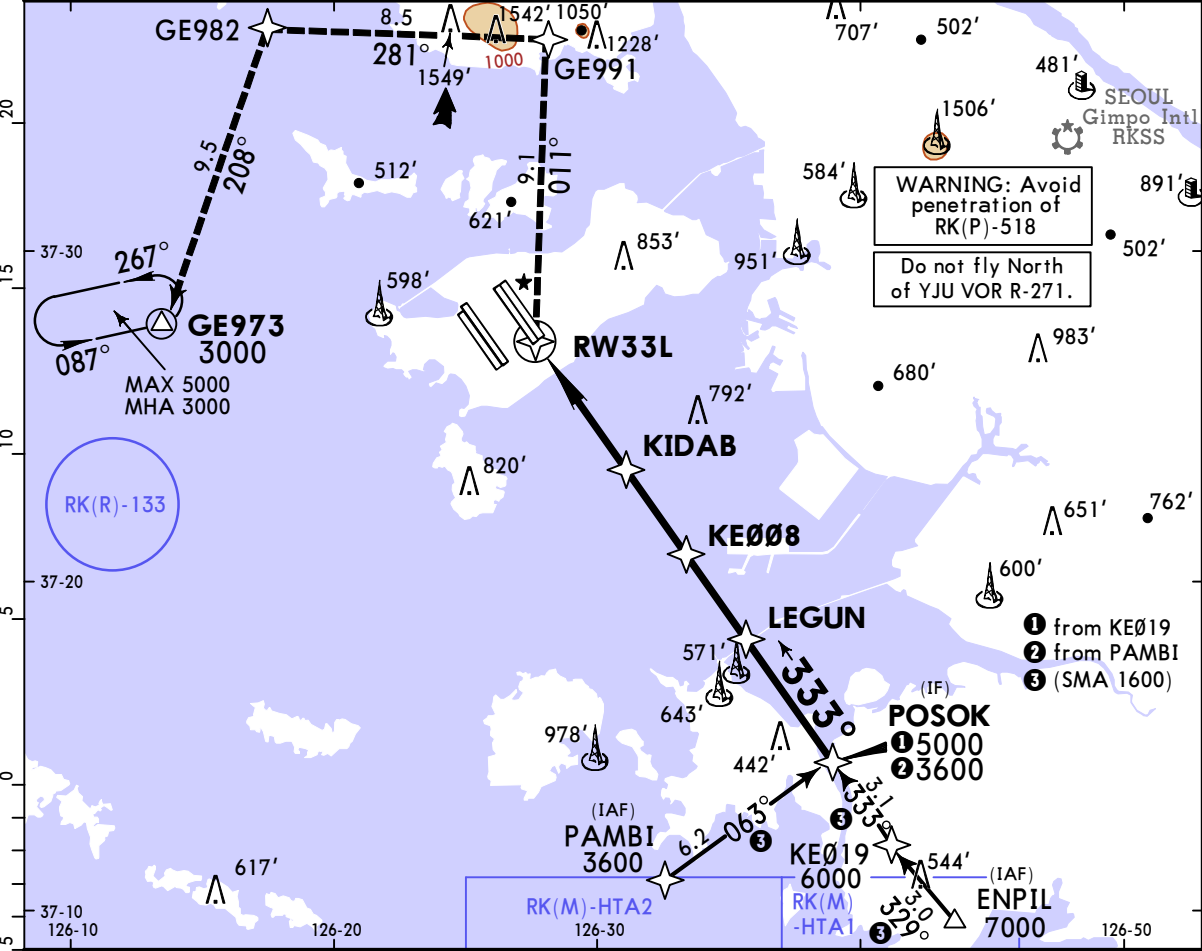 GE982
8.5
281°
1549'
1542'
1050'
1000
1228'
GE991
707'
502'
481'
SEOUL
Gimpo Intl
RKSS
1506'
20
9.5
208°
512'
621'
9.1
011°
584'
WARNING: Avoid
penetration of
RK(P)-518
891'
502'
37-30
267°
15
598'
853'
951'
Do not fly North
of YJU VOR R-271.
GE973
3000
087°
MAX 5000
MHA 3000
RW33L
983'
680'
792'
10
KIDAB
820'
RK(R)-133
651'
762'
KEØØ8
37-20
600'
5
LEGUN
571'
643'
333°
❶ from KEØ19
❷ from PAMBI
❸ (SMA 1600)
(IF)
POSOK
❶5000
❷3600
978'
442'
0
3.1
333°
❸
(IAF)
PAMBI
3600
6.2
063°
❸
KEØ19
6000
544'
617'
(IAF)
ENPIL
7000
3.0
329°
❸
RK(M)-HTA2
RK(M)
-HTA1
37-10
5
126-10
126-20
126-30
126-50